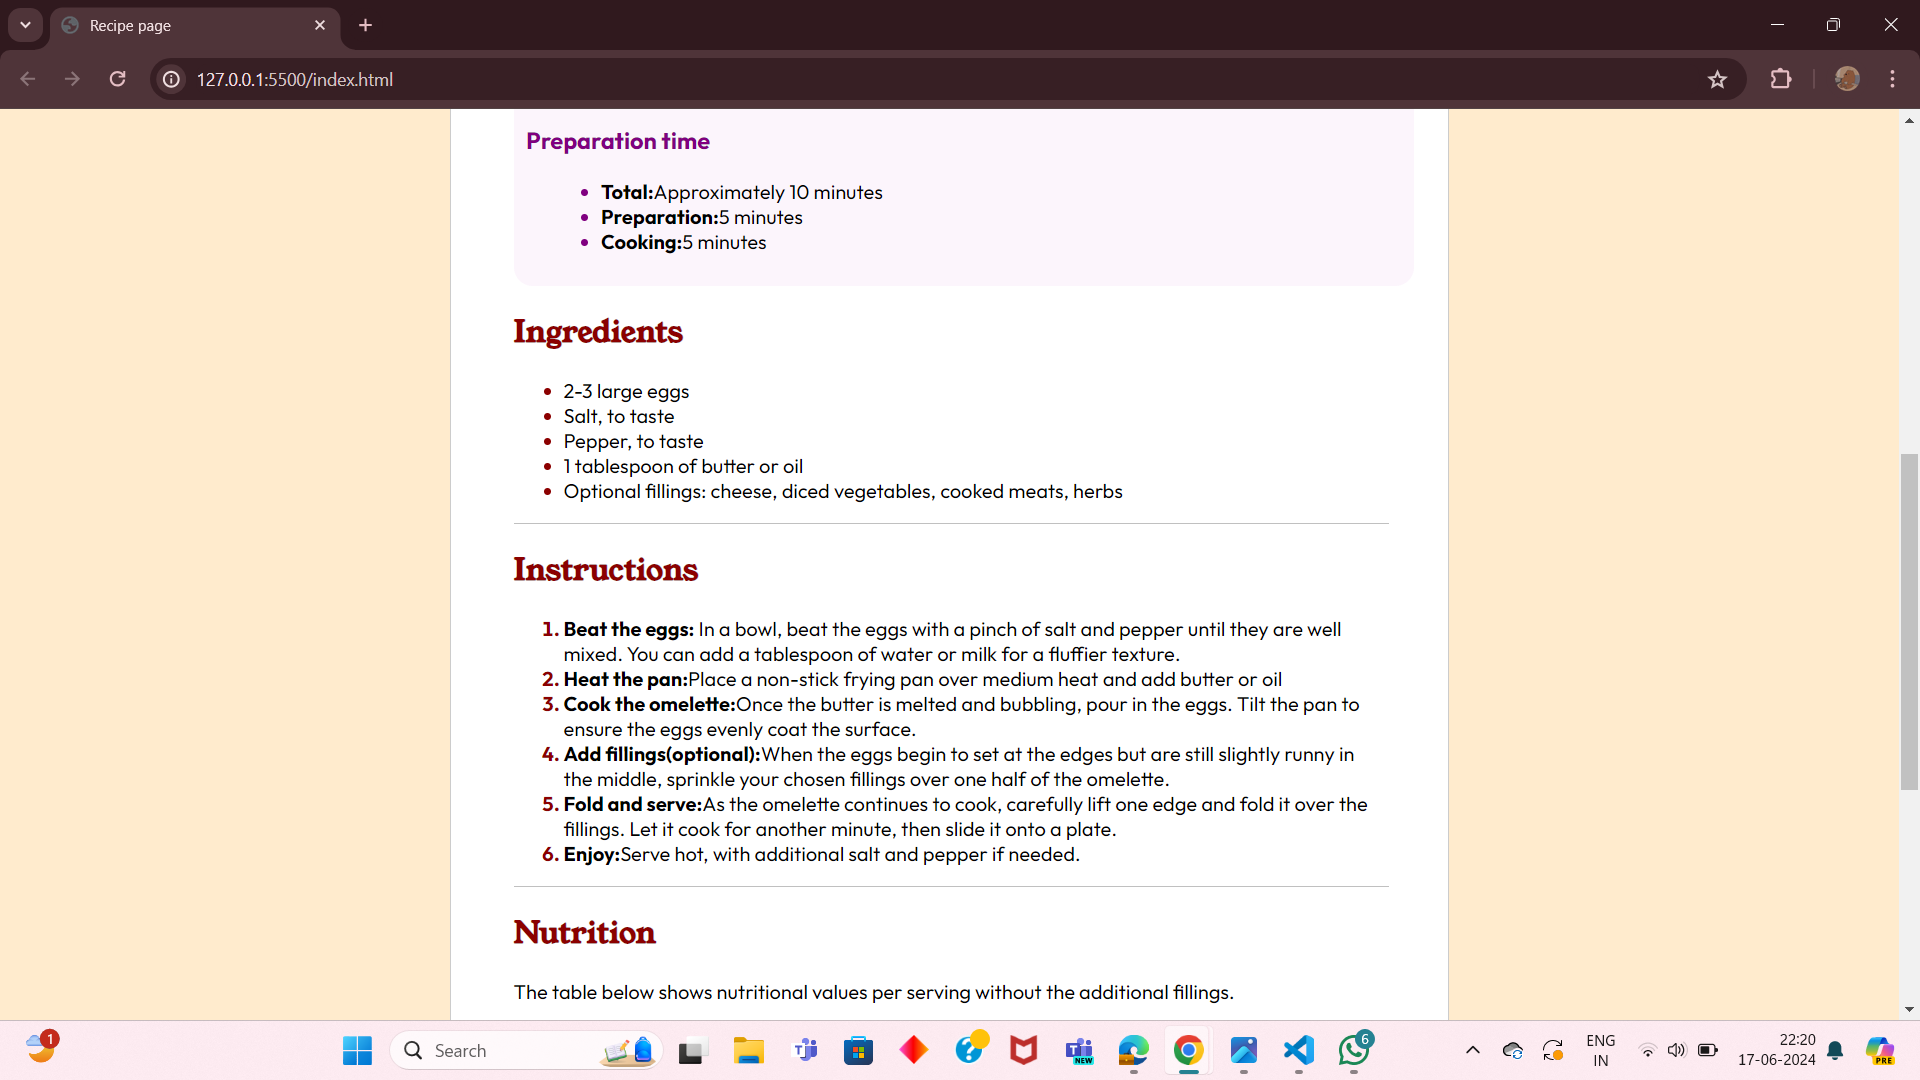 Recipe page
127.0.0.1:5500/index.html
Preparation time
Total:Approximately 10 minutes
Preparation:5 minutes
Cooking:5 minutes
Ingredients
2-3 large eggs
Salt, to taste
Pepper, to taste
1 tablespoon of butter or oil
Optional fillings: cheese, diced vegetables, cooked meats, herbs
Instructions
1. Beat the eggs: In a bowl, beat the eggs with a pinch of salt and pepper until they are well
mixed. You can add a tablespoon of water or milk for a fluffier texture.
2. Heat the pan:Place a non-stick frying pan over medium heat and add butter or oil
3. Cook the omelette:Once the butter is melted and bubbling, pour in the eggs. Tilt the pan to
ensure the eggs evenly coat the surface.
4. Add fillings(optional):When the eggs begin to set at the edges but are still slightly runny in
the middle, sprinkle your chosen fillings over one half of the omelette.
5. Fold and serve:As the omelette continues to cook, carefully lift one edge and fold it over the
fillings. Let it cook for another minute, then slide it onto a plate.
6. Enjoy:Serve hot, with additional salt and pepper if needed.
Nutrition
The table below shows nutritional values per serving without the additional fillings.
1
Search
NEW
6
ENG
IN
22:20
17-06-2024
PRE